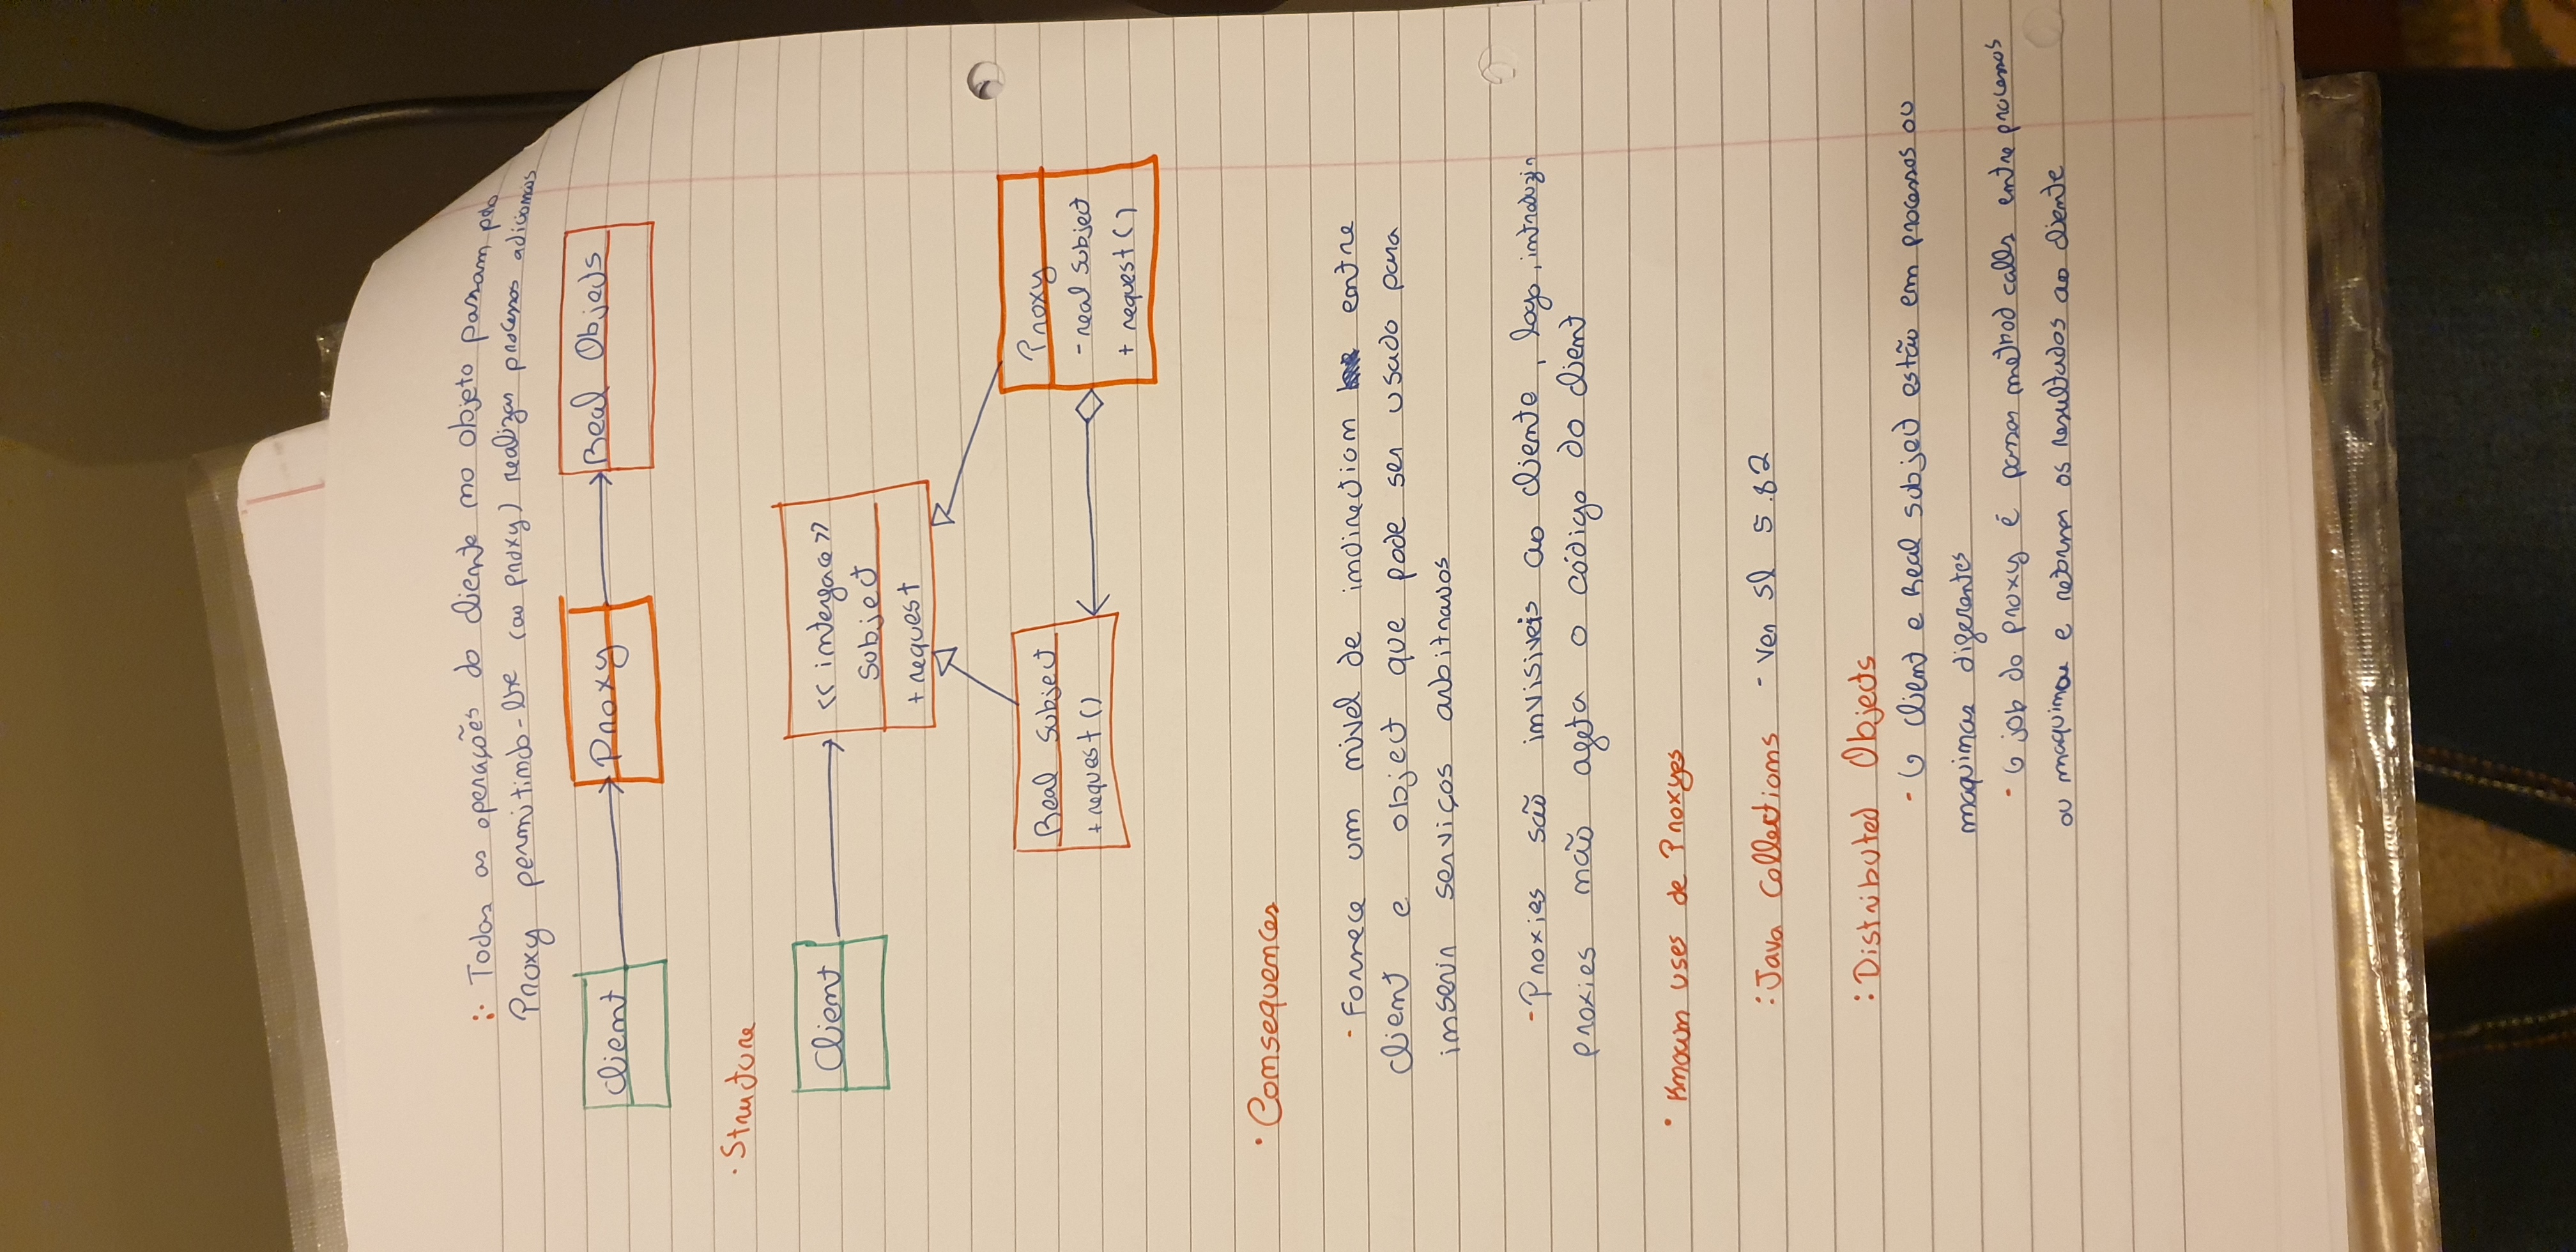 :· Todas as operações do cliente no objeto passam pelo
Proxy permitindo-lhe (ao proxy) realizar processos adicionais
Client
Proxy
Real Objects
· Structure
Client
<< interface >>
Subject
+ request
Real Subject
+ request ()
Proxy
- real subject
+ request ()
· Consequences
- Fornece um nivel de indirection entre
client e object que pode ser usado para
inserir serviços arbitrarios
- Proxies são invisiveis ao cliente, logo, introduzir
proxies não afeta o código do client
· Known uses de Proxyes
: Java Collections - Ver sl 5.82
: Distributed Objects
- O client e Real subject estão em processos ou
maquinas diferentes
- O job do proxy é passar method calls entre processos
ou maquinas e retornar os resultados ao cliente